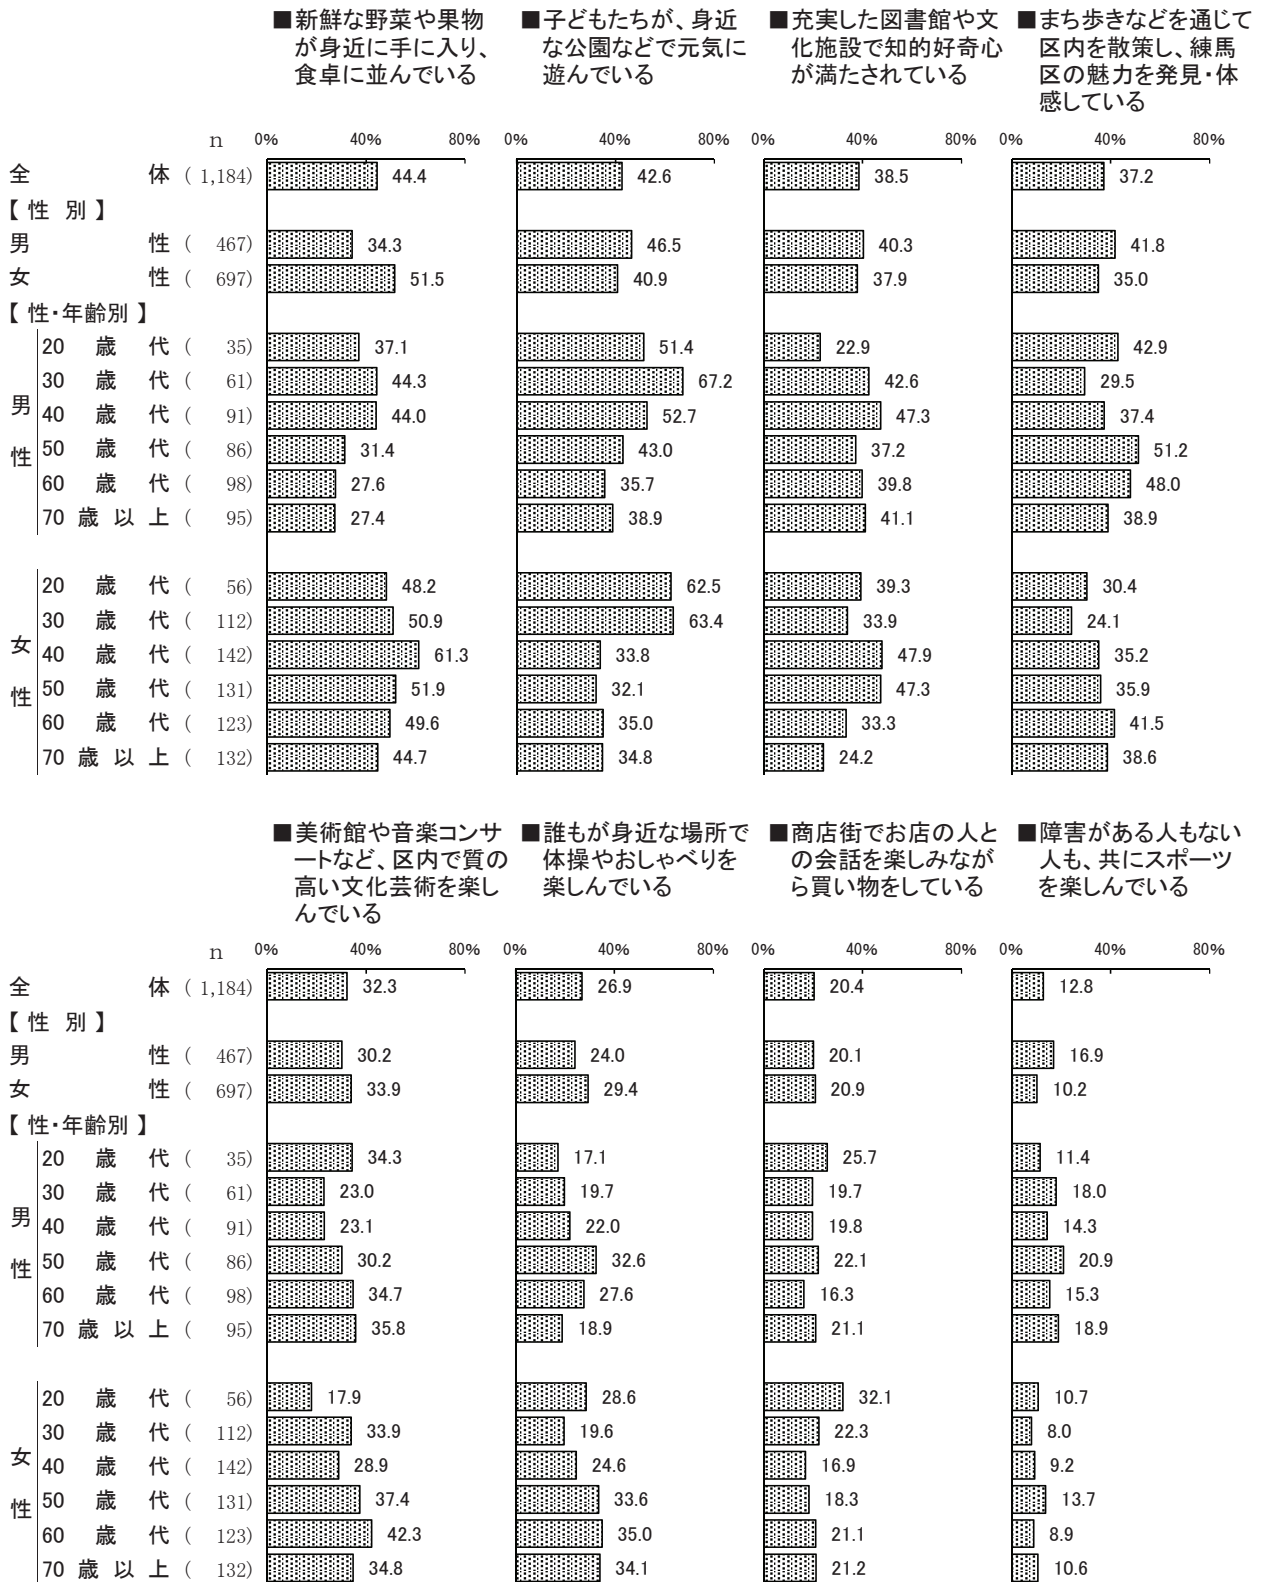 ■新鮮な野菜や果物
が身近に手に入り、
食卓に並んでいる
■子どもたちが、身近
な公園などで元気に
遊んでいる
■充実した図書館や文
化施設で知的好奇心
が満たされている
■まち歩きなどを通じて
区内を散策し、練馬
区の魅力を発見・体
感している
n 0% 40% 80% 0% 40% 80% 0% 40% 80% 0% 40% 80%
全 体 ( 1,184) 44.4 42.6 38.5 37.2
【 性 別 】
男 性 ( 467) 34.3 46.5 40.3 41.8
女 性 ( 697) 51.5 40.9 37.9 35.0
【 性・年齢別 】
男性
20 歳 代 ( 35) 37.1 51.4 22.9 42.9
30 歳 代 ( 61) 44.3 67.2 42.6 29.5
40 歳 代 ( 91) 44.0 52.7 47.3 37.4
50 歳 代 ( 86) 31.4 43.0 37.2 51.2
60 歳 代 ( 98) 27.6 35.7 39.8 48.0
70 歳 以 上 ( 95) 27.4 38.9 41.1 38.9
女性
20 歳 代 ( 56) 48.2 62.5 39.3 30.4
30 歳 代 ( 112) 50.9 63.4 33.9 24.1
40 歳 代 ( 142) 61.3 33.8 47.9 35.2
50 歳 代 ( 131) 51.9 32.1 47.3 35.9
60 歳 代 ( 123) 49.6 35.0 33.3 41.5
70 歳 以 上 ( 132) 44.7 34.8 24.2 38.6
■美術館や音楽コンサ
ートなど、区内で質の
高い文化芸術を楽し
んでいる
■誰もが身近な場所で
体操やおしゃべりを
楽しんでいる
■商店街でお店の人と
の会話を楽しみなが
ら買い物をしている
■障害がある人もない
人も、共にスポーツ
を楽しんでいる
n 0% 40% 80% 0% 40% 80% 0% 40% 80% 0% 40% 80%
全 体 ( 1,184) 32.3 26.9 20.4 12.8
【 性 別 】
男 性 ( 467) 30.2 24.0 20.1 16.9
女 性 ( 697) 33.9 29.4 20.9 10.2
【 性・年齢別 】
男性
20 歳 代 ( 35) 34.3 17.1 25.7 11.4
30 歳 代 ( 61) 23.0 19.7 19.7 18.0
40 歳 代 ( 91) 23.1 22.0 19.8 14.3
50 歳 代 ( 86) 30.2 32.6 22.1 20.9
60 歳 代 ( 98) 34.7 27.6 16.3 15.3
70 歳 以 上 ( 95) 35.8 18.9 21.1 18.9
女性
20 歳 代 ( 56) 17.9 28.6 32.1 10.7
30 歳 代 ( 112) 33.9 19.6 22.3 8.0
40 歳 代 ( 142) 28.9 24.6 16.9 9.2
50 歳 代 ( 131) 37.4 33.6 18.3 13.7
60 歳 代 ( 123) 42.3 35.0 21.1 8.9
70 歳 以 上 ( 132) 34.8 34.1 21.2 10.6